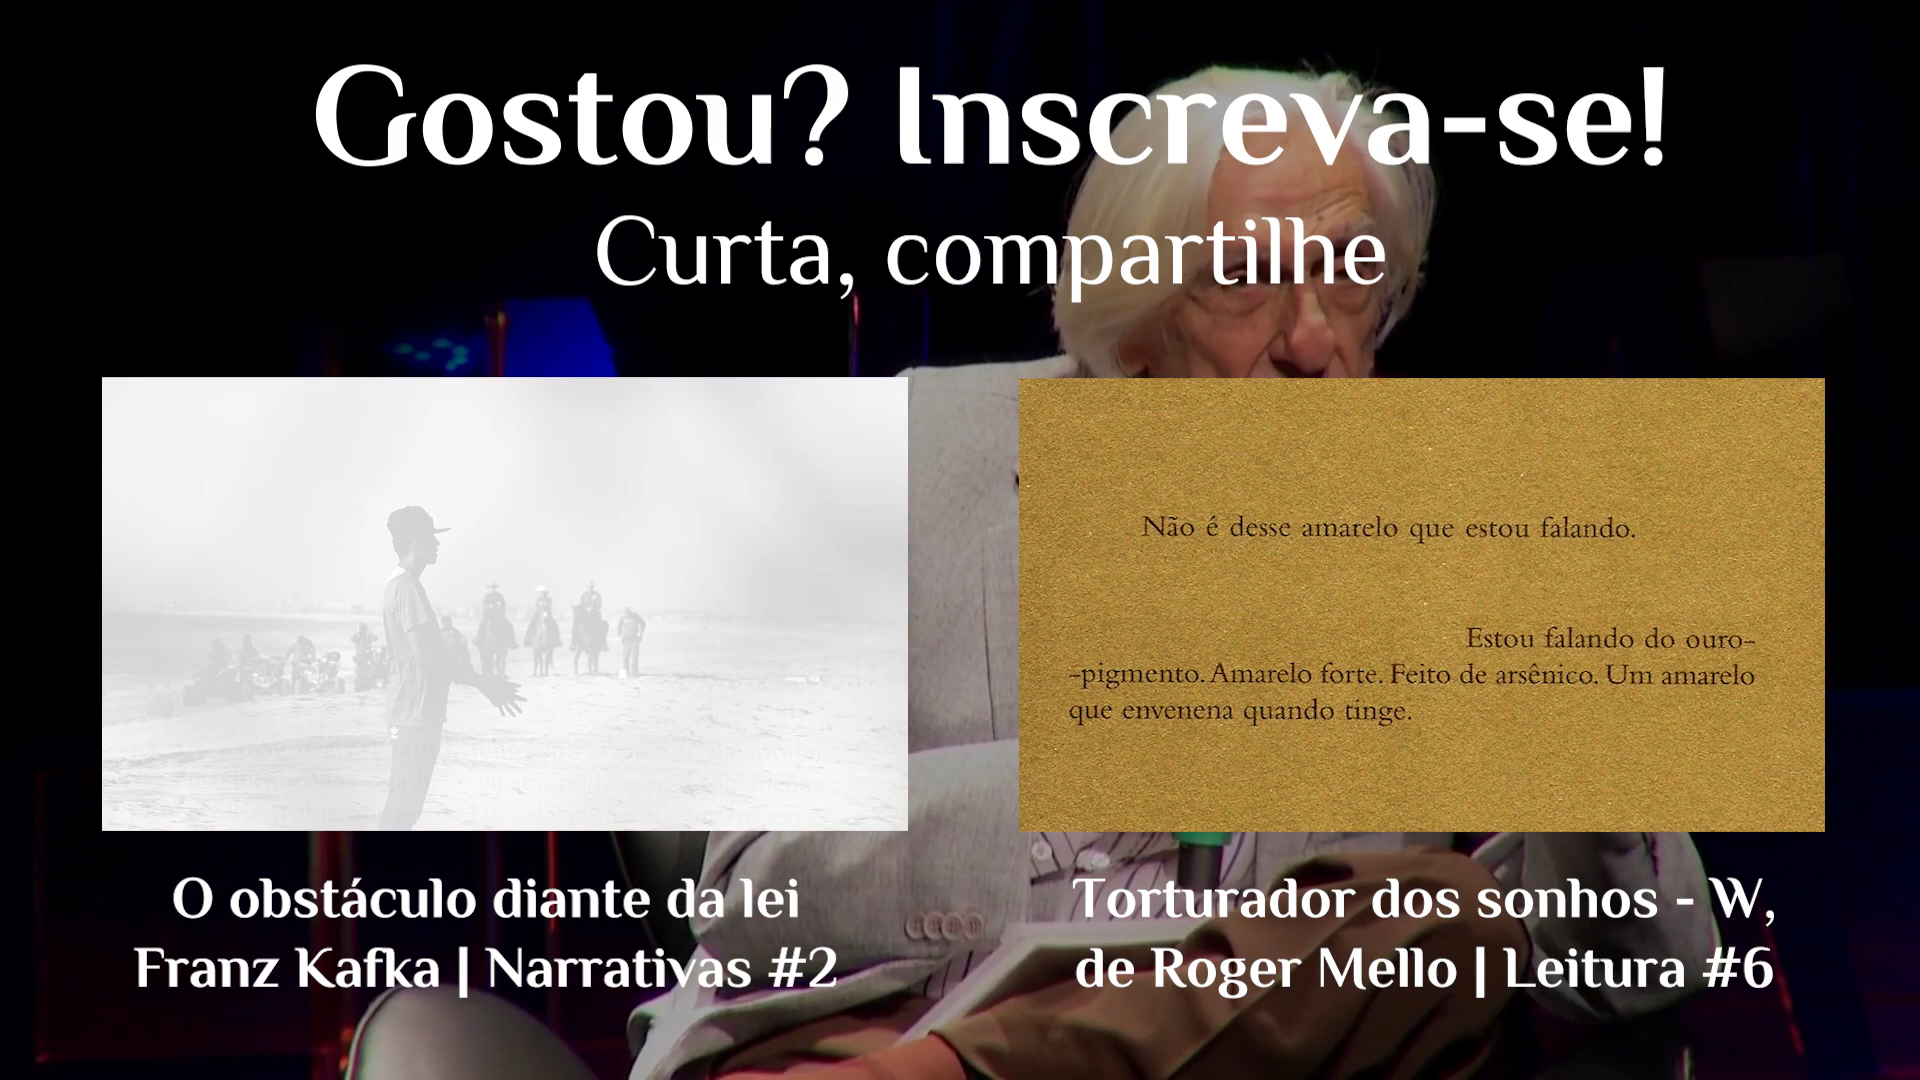 Gostou? Inscreva-se!
Curta, compartilhe
Não é desse amarelo que estou falando.
Estou falando do ouro-
-pigmento. Amarelo forte. Feito de arsênico. Um amarelo
que envenena quando tinge.
O obstáculo diante da lei
Franz Kafka | Narrativas #2
Torturador dos sonhos - W,
de Roger Mello | Leitura #6